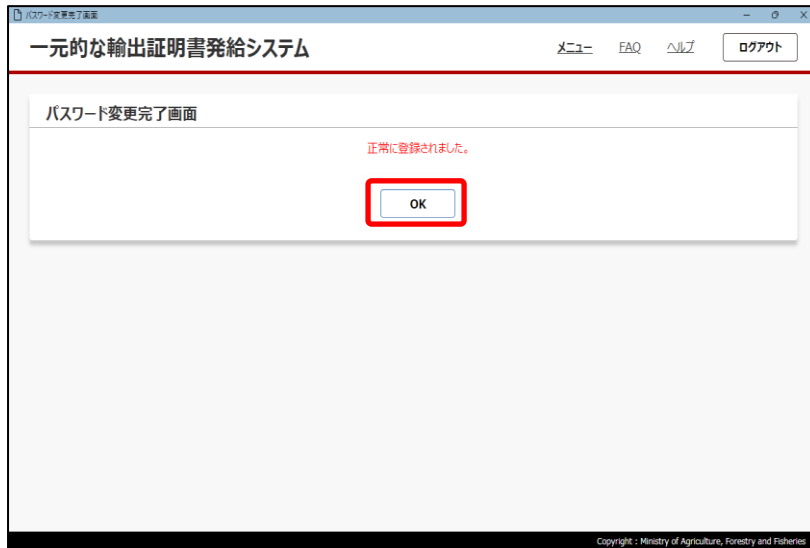 パスワード変更完了画面
一元的な輸出証明書発給システム
メニュー FAQ ヘルプ ログアウト
パスワード変更完了画面
正常に登録されました。
OK
Copyright : Ministry of Agriculture, Forestry and Fisheries